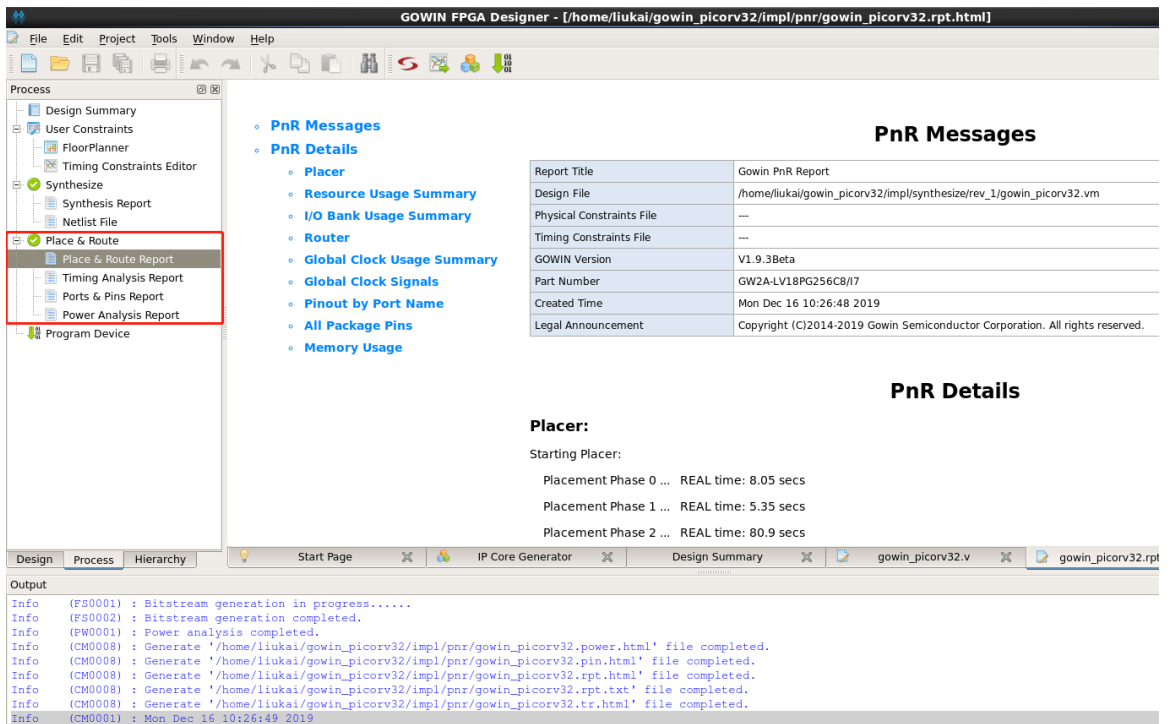 GOWIN FPGA Designer - [/home/liukai/gowin_picorv32/impl/pnr/gowin_picorv32.rpt.html]
File Edit Project Tools Window Help
Process
Design Summary
User Constraints
FloorPlanner
Timing Constraints Editor
Synthesize
Synthesis Report
Netlist File
Place & Route
Place & Route Report
Timing Analysis Report
Ports & Pins Report
Power Analysis Report
Program Device
Design Process Hierarchy
PnR Messages
PnR Details
Placer
Resource Usage Summary
I/O Bank Usage Summary
Router
Global Clock Usage Summary
Global Clock Signals
Pinout by Port Name
All Package Pins
Memory Usage
PnR Messages
Report Title Gowin PnR Report
Design File /home/liukai/gowin_picorv32/impl/synthesize/rev_1/gowin_picorv32.vm
Physical Constraints File ---
Timing Constraints File ---
GOWIN Version V1.9.3Beta
Part Number GW2A-LV18PG256C8/I7
Created Time Mon Dec 16 10:26:48 2019
Legal Announcement Copyright (C)2014-2019 Gowin Semiconductor Corporation. All rights reserved.
PnR Details
Placer:
Starting Placer:
Placement Phase 0 ... REAL time: 8.05 secs
Placement Phase 1 ... REAL time: 5.35 secs
Placement Phase 2 ... REAL time: 80.9 secs
Start Page IP Core Generator Design Summary gowin_picorv32.v gowin_picorv32.rpt
Output
Info (FS0001) : Bitstream generation in progress......
Info (FS0002) : Bitstream generation completed.
Info (PW0001) : Power analysis completed.
Info (CM0008) : Generate '/home/liukai/gowin_picorv32/impl/pnr/gowin_picorv32.power.html' file completed.
Info (CM0008) : Generate '/home/liukai/gowin_picorv32/impl/pnr/gowin_picorv32.pin.html' file completed.
Info (CM0008) : Generate '/home/liukai/gowin_picorv32/impl/pnr/gowin_picorv32.rpt.html' file completed.
Info (CM0008) : Generate '/home/liukai/gowin_picorv32/impl/pnr/gowin_picorv32.rpt.txt' file completed.
Info (CM0008) : Generate '/home/liukai/gowin_picorv32/impl/pnr/gowin_picorv32.tr.html' file completed.
Info (CM0001) : Mon Dec 16 10:26:49 2019